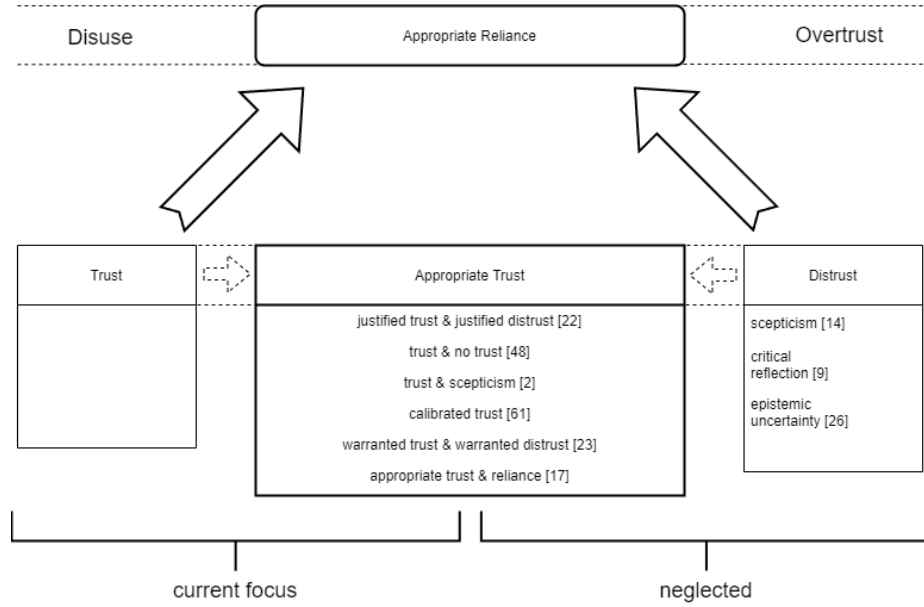 Disuse
Appropriate Reliance
Overtrust
Trust
Appropriate Trust
Distrust
justified trust & justified distrust [22]
trust & no trust [48]
trust & scepticism [2]
calibrated trust [61]
warranted trust & warranted distrust [23]
appropriate trust & reliance [17]
scepticism [14]
critical
reflection [9]
epistemic
uncertainty [26]
current focus
neglected